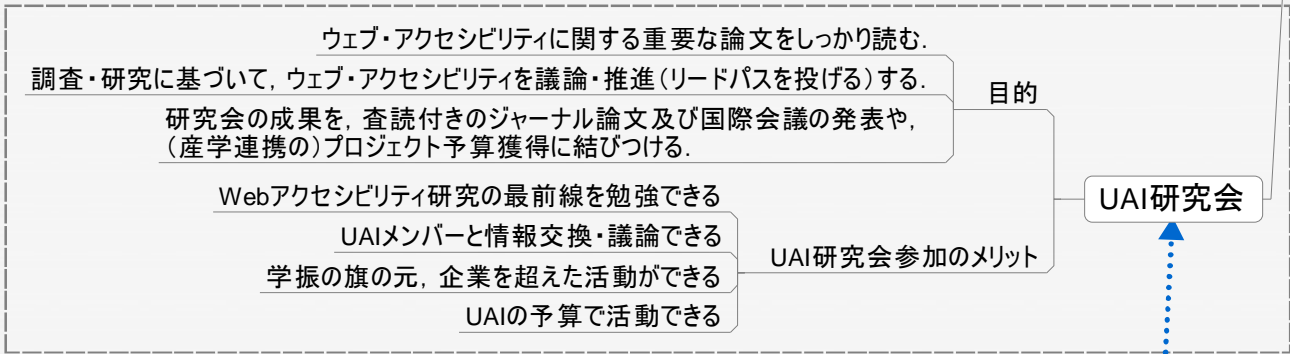 ウェブ・アクセシビリティに関する重要な論文をしっかり読む.
調査・研究に基づいて, ウェブ・アクセシビリティを議論・推進(リードパスを投げる)する.
目的
研究会の成果を, 査読付きのジャーナル論文及び国際会議の発表や,
(産学連携の)プロジェクト予算獲得に結びつける.
Webアクセシビリティ研究の最前線を勉強できる
UAI研究会
UAIメンバーと情報交換・議論できる
UAI研究会参加のメリット
学振の旗の元, 企業を超えた活動ができる
UAIの予算で活動できる